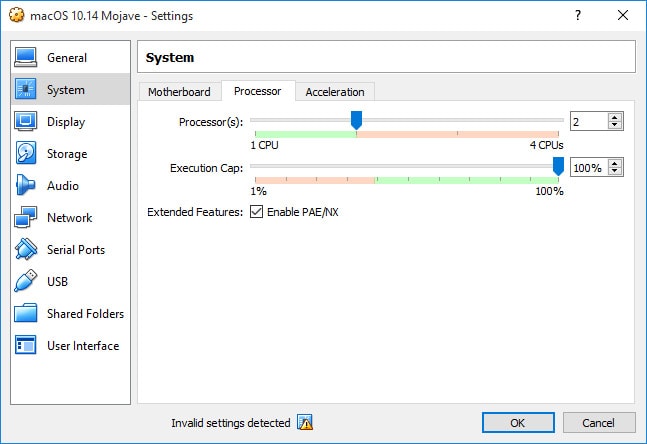 macOS 10.14 Mojave - Settings
?
General
System
Display
Storage
Audio
Network
Serial Ports
USB
Shared Folders
User Interface
System
Motherboard Processor Acceleration
Processor(s): 2
1 CPU 4 CPUs
Execution Cap: 100%
1% 100%
Extended Features: Enable PAE/NX
Invalid settings detected OK Cancel